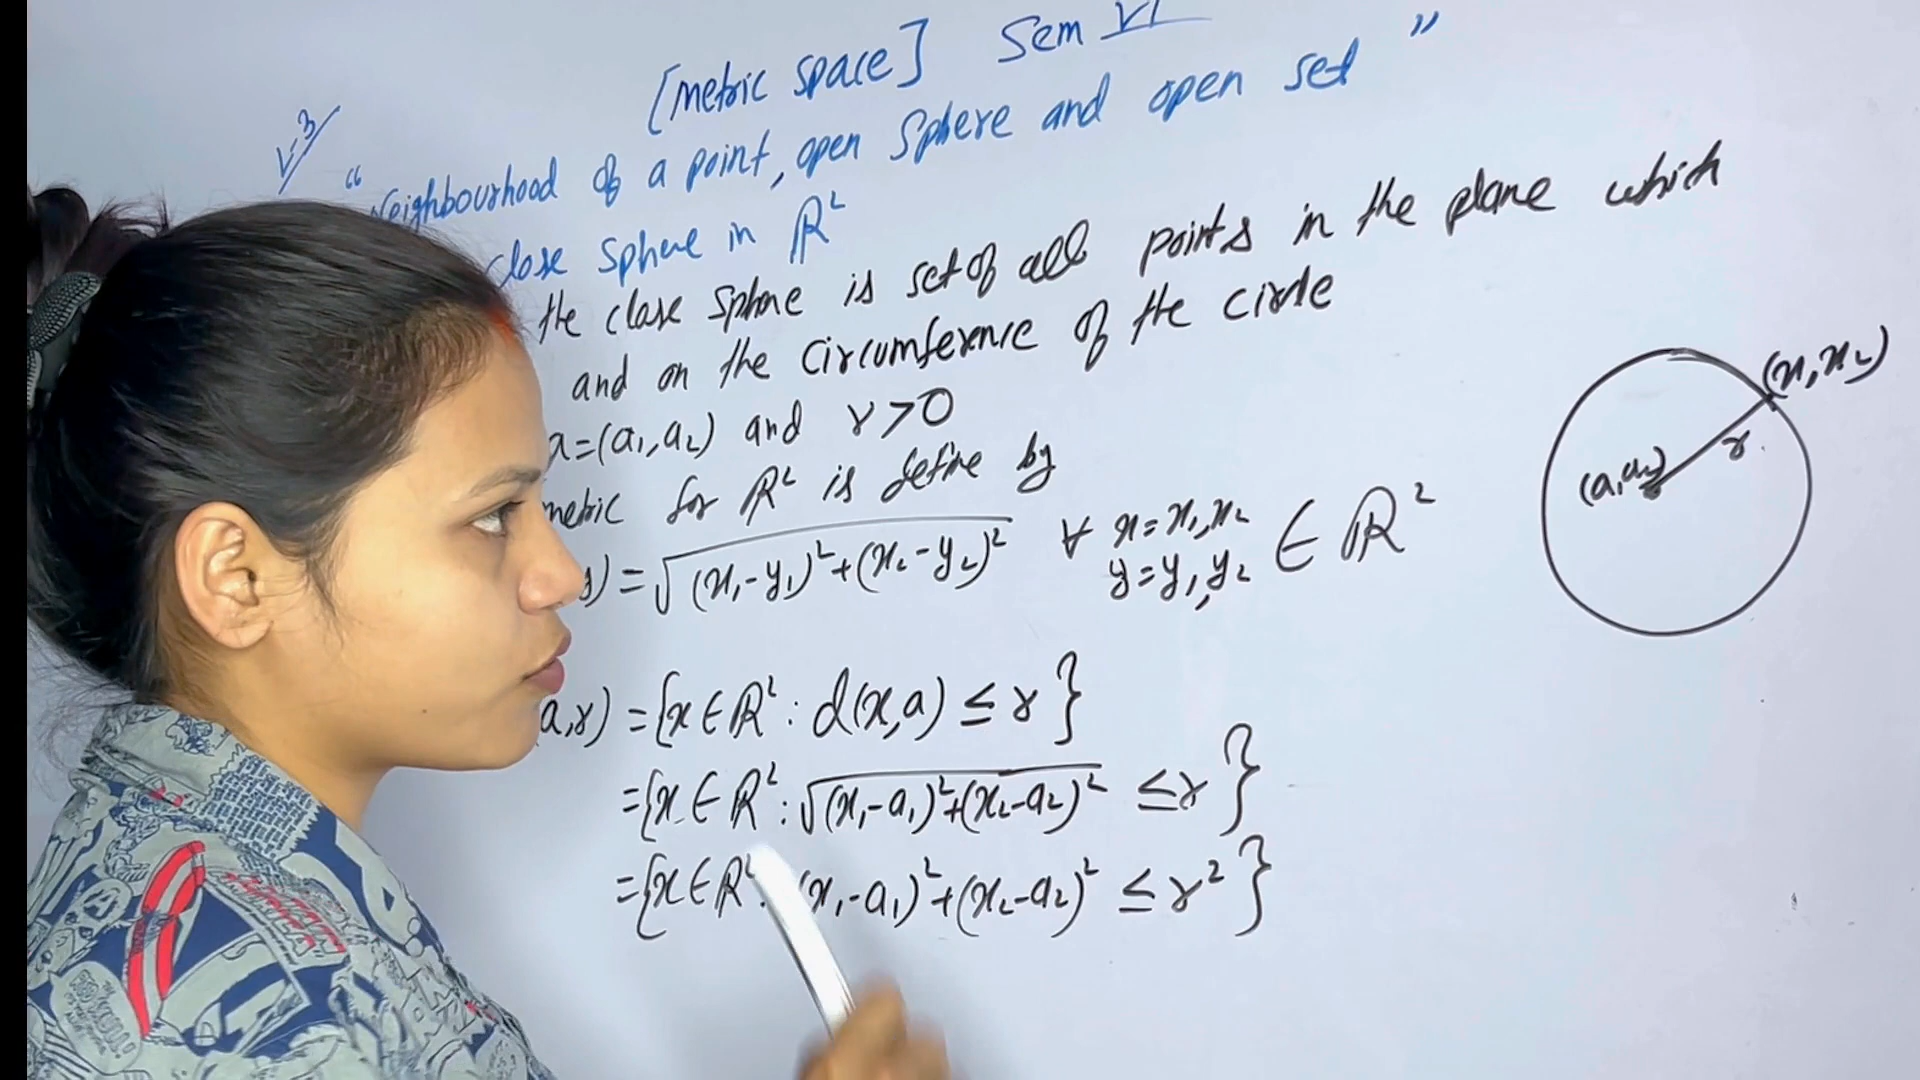 [metric space] Sem VI
V-3
“ Neighbourhood of a point, open Sphere and open set ”
close sphere in R²
the close sphere is set of all points in the plane which
and on the circumference of the circle
a=(a₁,a₂) and r>0
metric for R² is define by
) = √(x₁-y₁)²+(x₂-y₂)² ∀ x=x₁,x₂ y=y₁,y₂ ∈ R²
a,r) = {x∈R² : d(x,a) ≤ r}
= {x∈R² : √(x₁-a₁)²+(x₂-a₂)² ≤r}
= {x∈R² : (x₁-a₁)²+(x₂-a₂)² ≤ r²}
(x₁,x₂)
r
(a₁,a₂)